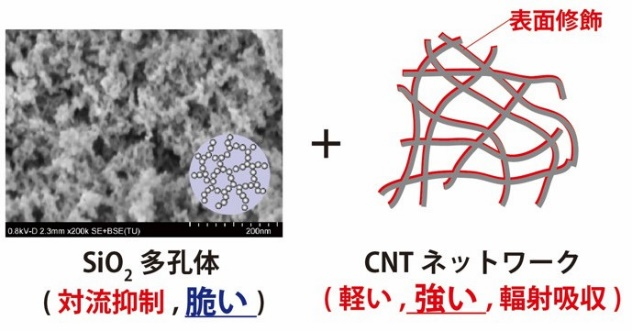 表面修飾
+
0.8kV-D 2.3mm x200k SE+BSE(TU)
200nm
SiO₂ 多孔体
CNT ネットワーク
( 対流抑制 , 脆い )
( 軽い , 強い , 輻射吸収 )